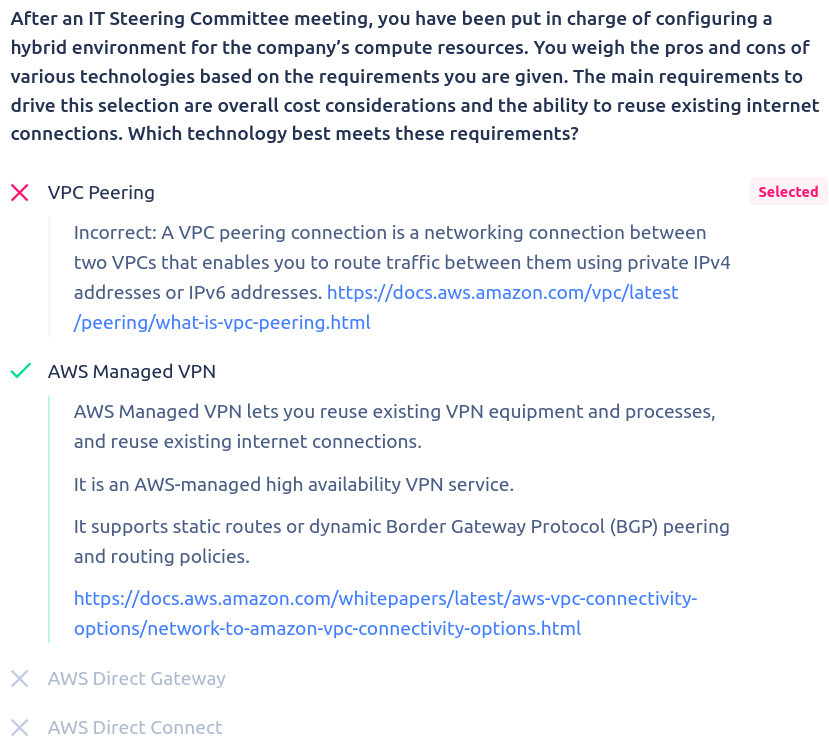 After an IT Steering Committee meeting, you have been put in charge of configuring a
hybrid environment for the company’s compute resources. You weigh the pros and cons of
various technologies based on the requirements you are given. The main requirements to
drive this selection are overall cost considerations and the ability to reuse existing internet
connections. Which technology best meets these requirements?
VPC Peering
Selected
Incorrect: A VPC peering connection is a networking connection between
two VPCs that enables you to route traffic between them using private IPv4
addresses or IPv6 addresses. https://docs.aws.amazon.com/vpc/latest
/peering/what-is-vpc-peering.html
AWS Managed VPN
AWS Managed VPN lets you reuse existing VPN equipment and processes,
and reuse existing internet connections.
It is an AWS-managed high availability VPN service.
It supports static routes or dynamic Border Gateway Protocol (BGP) peering
and routing policies.
https://docs.aws.amazon.com/whitepapers/latest/aws-vpc-connectivity-
options/network-to-amazon-vpc-connectivity-options.html
AWS Direct Gateway
AWS Direct Connect